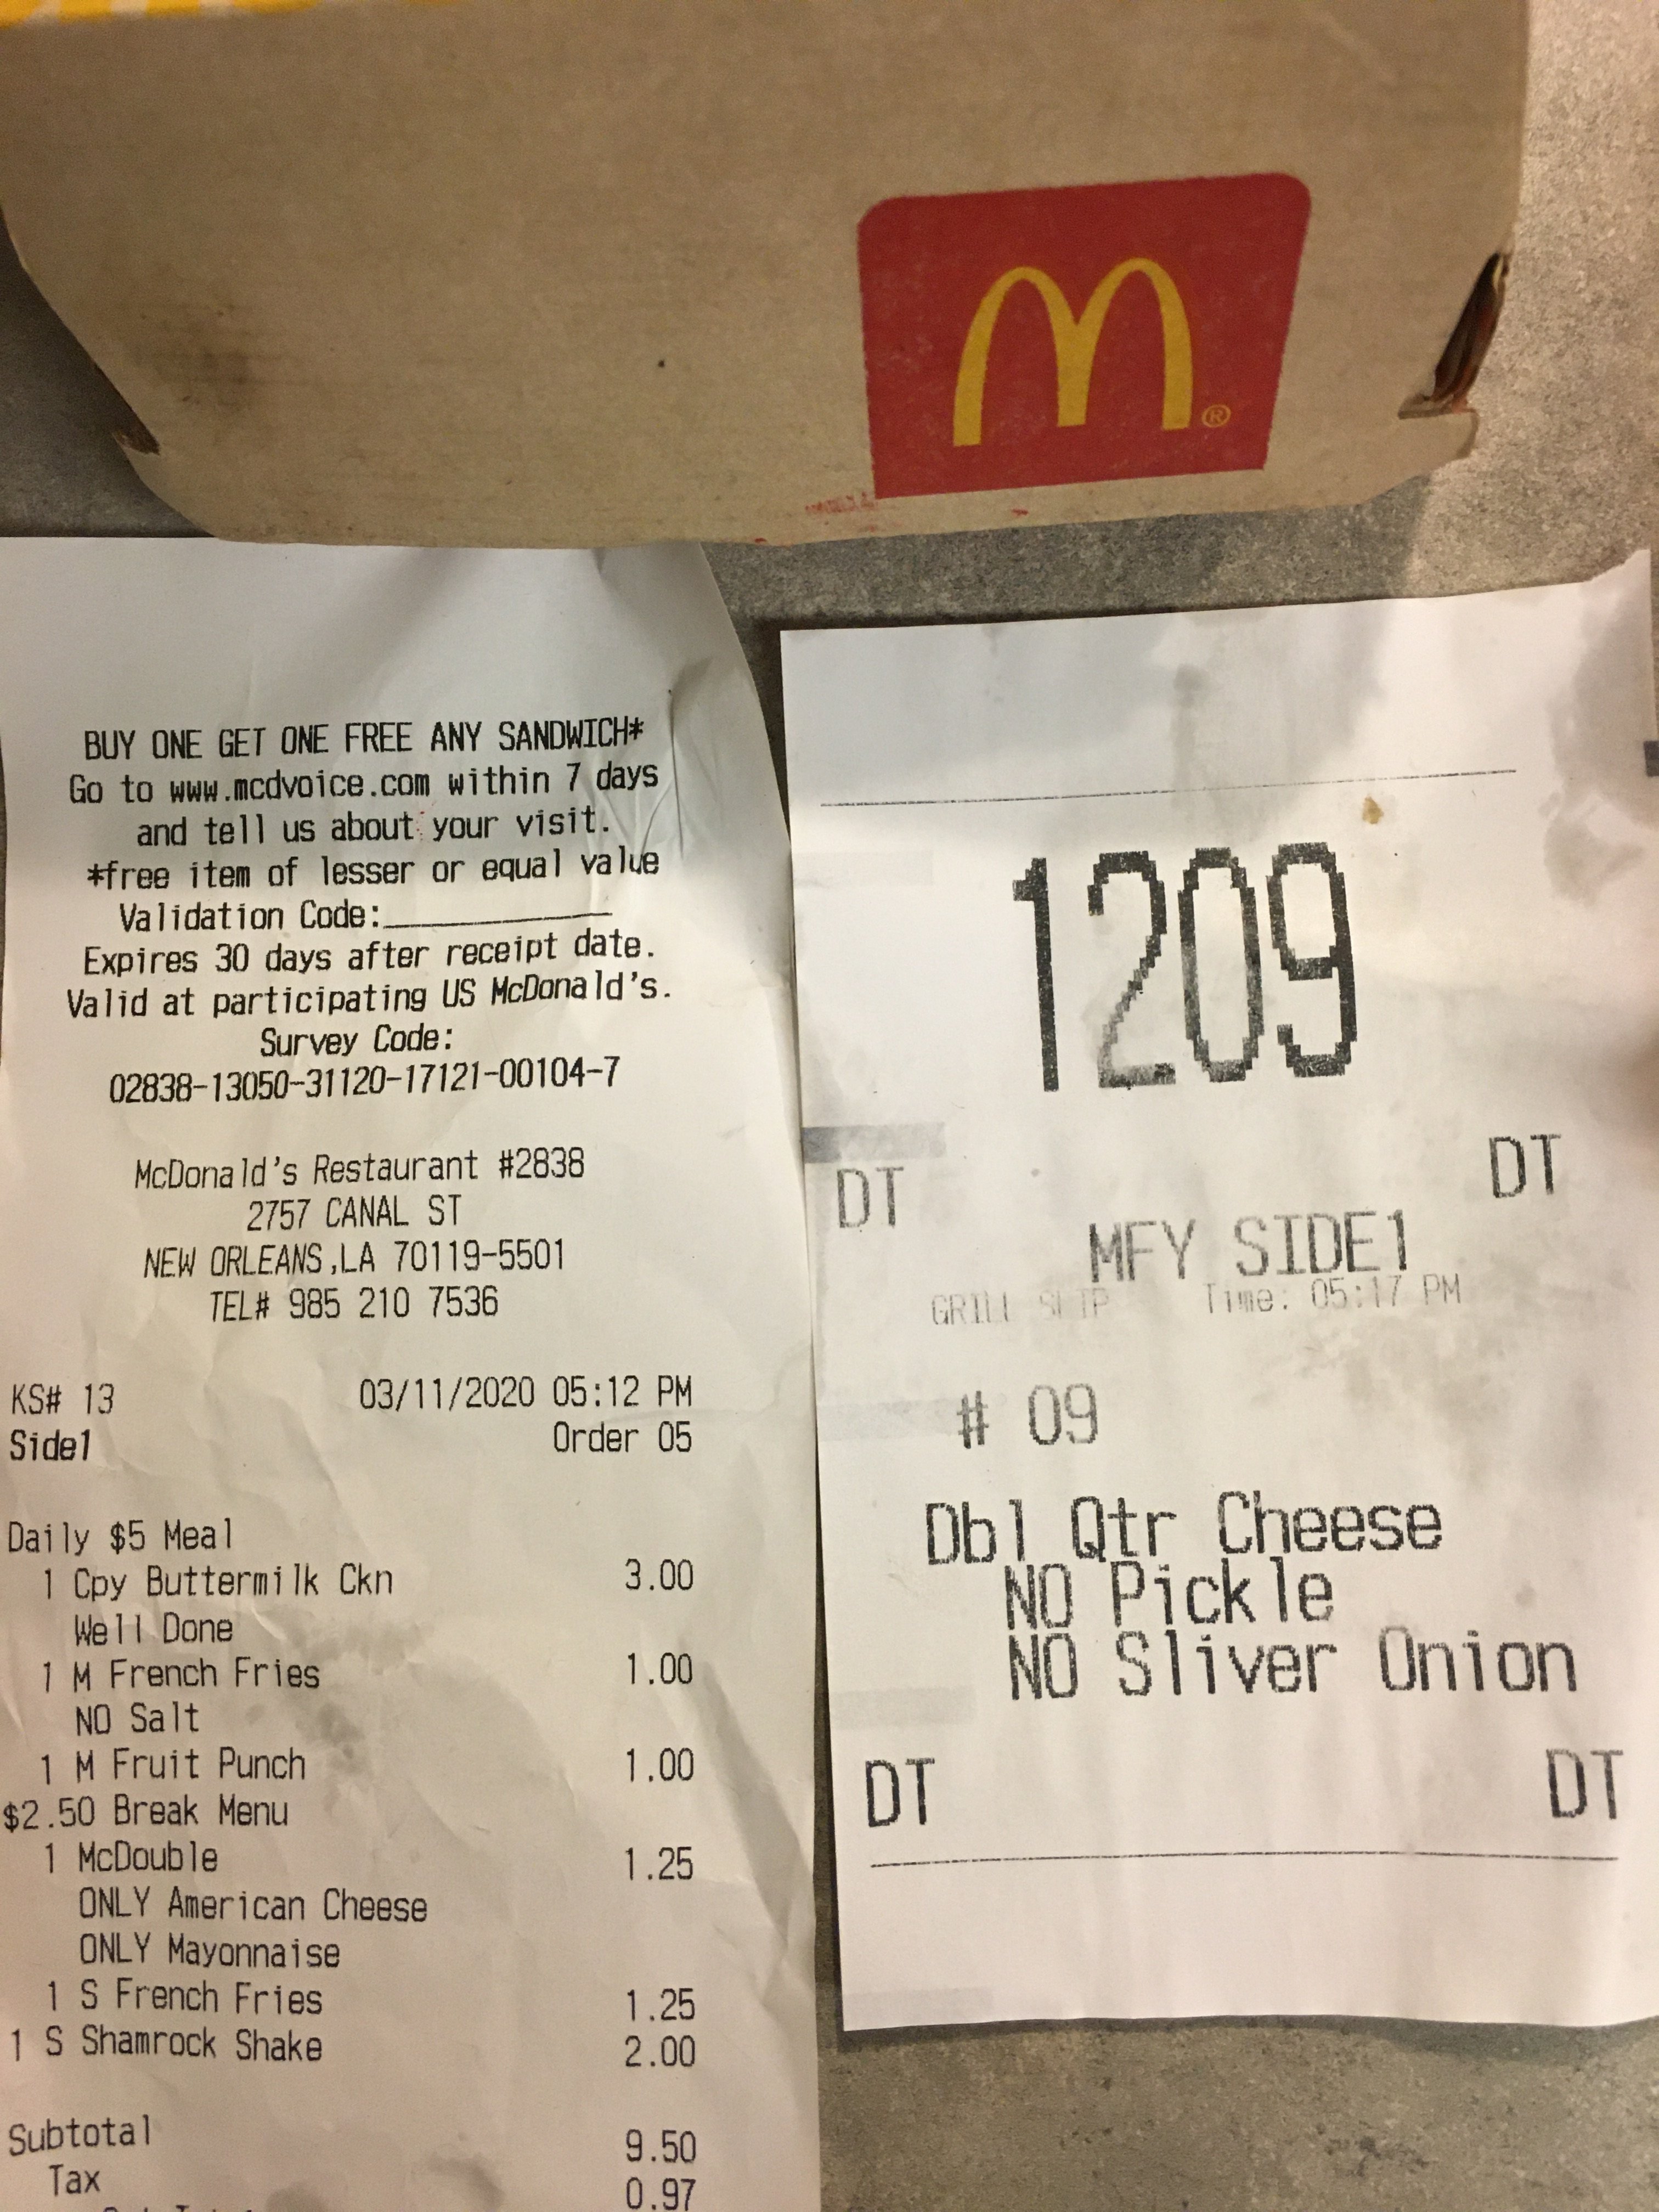 M®
BUY ONE GET ONE FREE ANY SANDWICH*
Go to www.mcdvoice.com within 7 days
and tell us about your visit.
*free item of lesser or equal value
Validation Code:____________
Expires 30 days after receipt date.
Valid at participating US McDonald's.
Survey Code:
02838-13050-31120-17121-00104-7
McDonald's Restaurant #2838
2757 CANAL ST
NEW ORLEANS,LA 70119-5501
TEL# 985 210 7536
KS# 13 03/11/2020 05:12 PM
Side1 Order 05
Daily $5 Meal
1 Cpy Buttermilk Ckn 3.00
Well Done
1 M French Fries 1.00
NO Salt
1 M Fruit Punch 1.00
$2.50 Break Menu
1 McDouble 1.25
ONLY American Cheese
ONLY Mayonnaise
1 S French Fries 1.25
1 S Shamrock Shake 2.00
Subtotal 9.50
Tax 0.97
1209
DT DT
MFY SIDE1
GRILL SLIP Time: 05:17 PM
# 09
Dbl Qtr Cheese
NO Pickle
NO Sliver Onion
DT DT